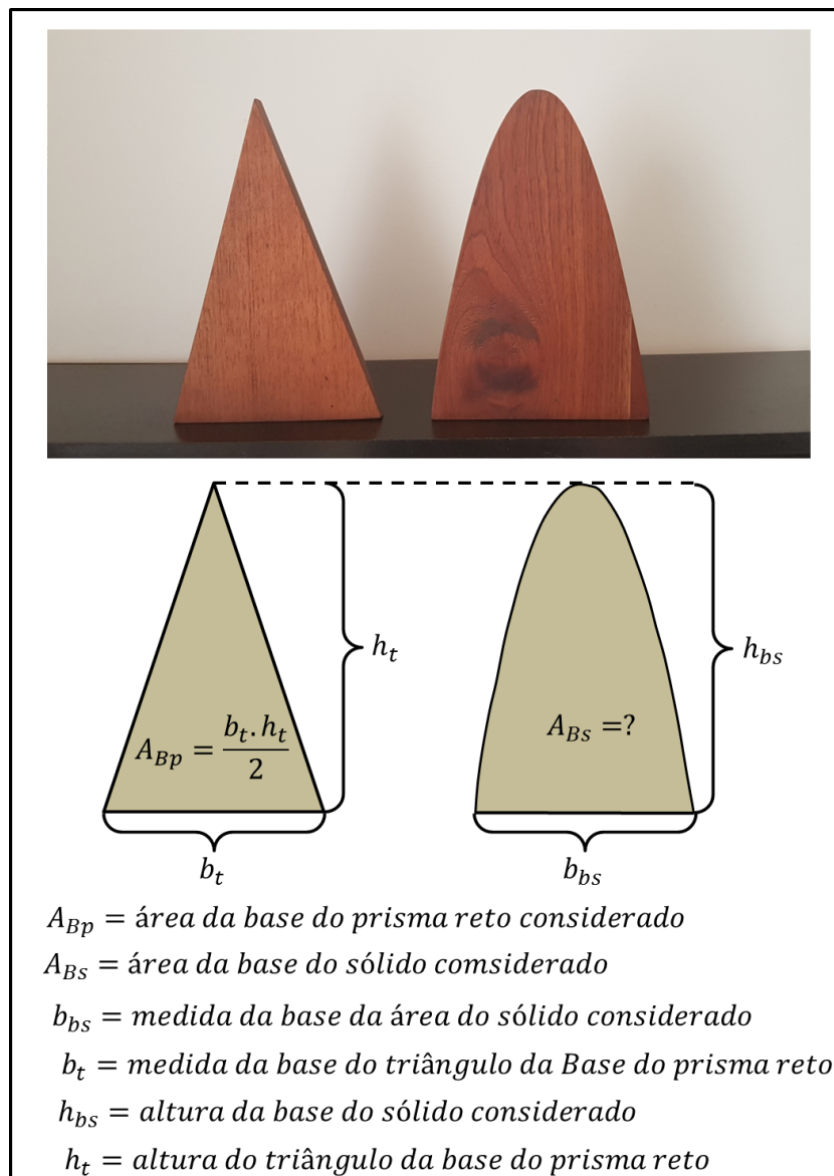 h_t
h_bs
A_Bp = b_t . h_t / 2
A_Bs =?
b_t
b_bs
A_Bp = área da base do prisma reto considerado
A_Bs = área da base do sólido comsiderado
b_bs = medida da base da área do sólido considerado
b_t = medida da base do triângulo da Base do prisma reto
h_bs = altura da base do sólido considerado
h_t = altura do triângulo da base do prisma reto